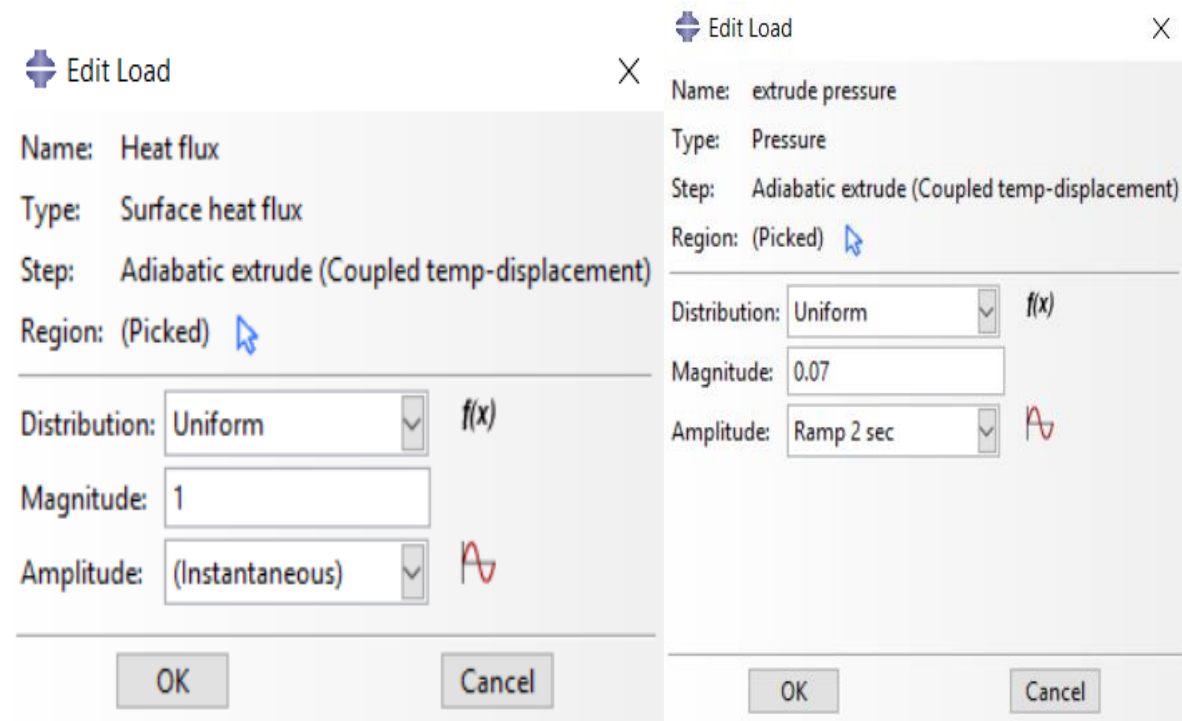 Edit Load
Name: Heat flux
Type: Surface heat flux
Step: Adiabatic extrude (Coupled temp-displacement)
Region: (Picked)
Distribution: Uniform f(x)
Magnitude: 1
Amplitude: (Instantaneous)
OK Cancel
Edit Load
Name: extrude pressure
Type: Pressure
Step: Adiabatic extrude (Coupled temp-displacement)
Region: (Picked)
Distribution: Uniform f(x)
Magnitude: 0.07
Amplitude: Ramp 2 sec
OK Cancel